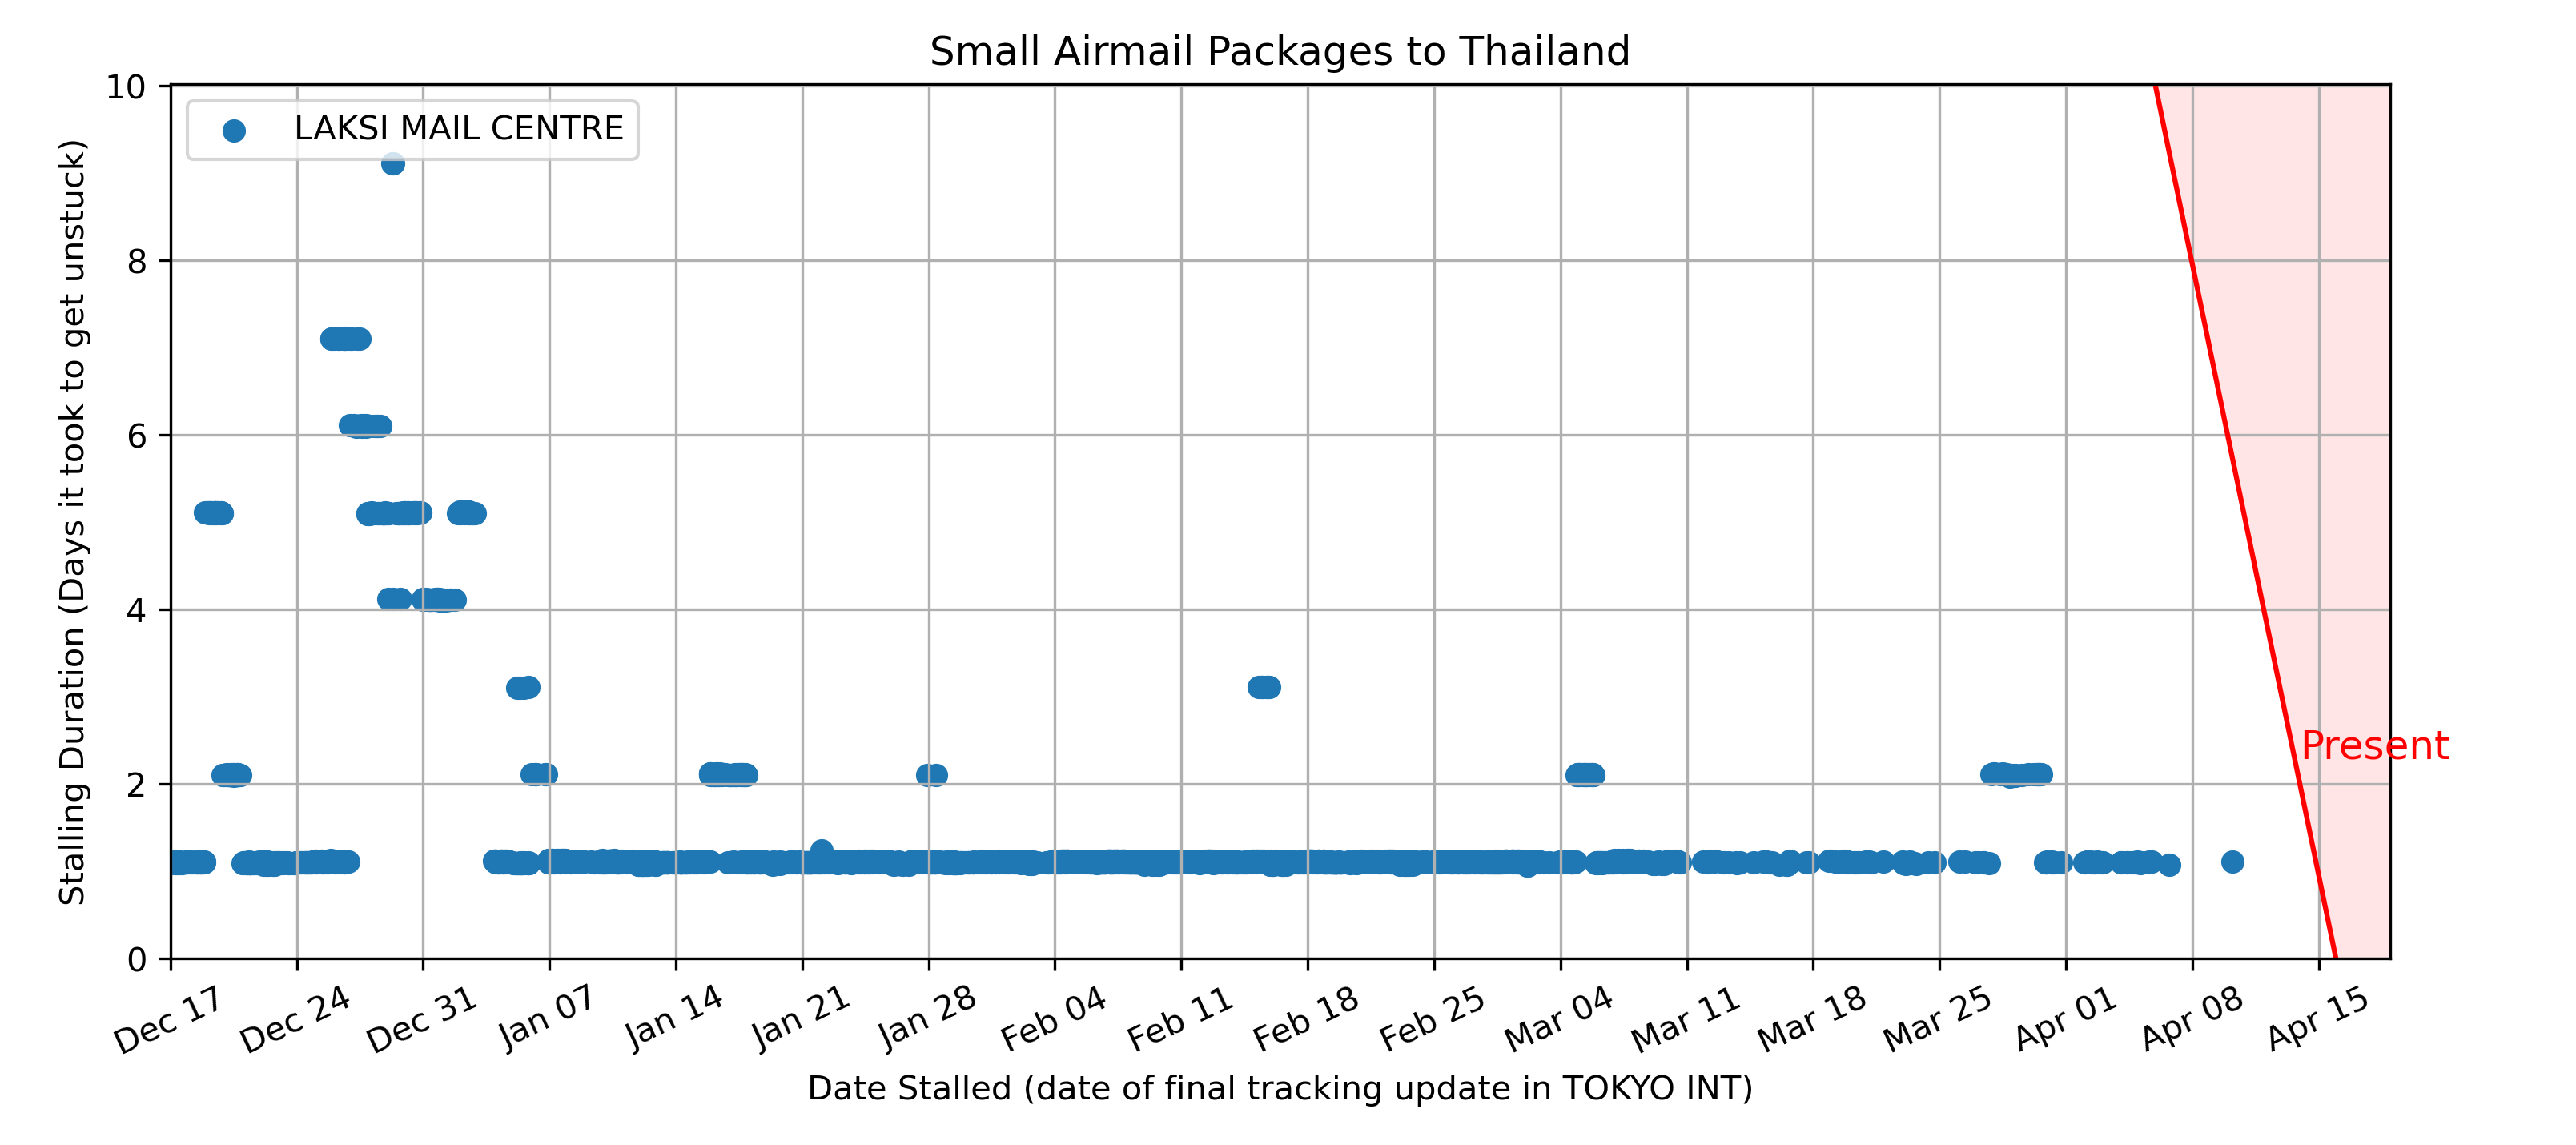 Small Airmail Packages to Thailand
LAKSI MAIL CENTRE
Stalling Duration (Days it took to get unstuck)
10
8
6
4
2
0
Present
Dec 17 Dec 24 Dec 31 Jan 07 Jan 14 Jan 21 Jan 28 Feb 04 Feb 11 Feb 18 Feb 25 Mar 04 Mar 11 Mar 18 Mar 25 Apr 01 Apr 08 Apr 15
Date Stalled (date of final tracking update in TOKYO INT)